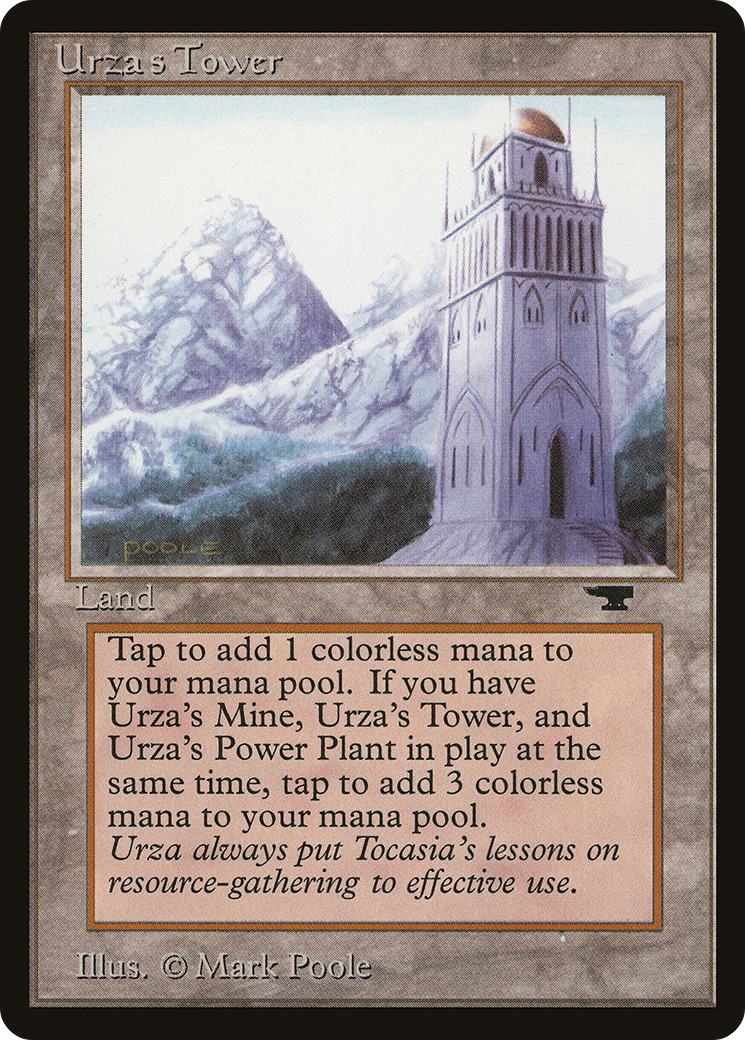 Urza's Tower
POOLE
Land
Tap to add 1 colorless mana to
your mana pool. If you have
Urza's Mine, Urza's Tower, and
Urza's Power Plant in play at the
same time, tap to add 3 colorless
mana to your mana pool.
Urza always put Tocasia's lessons on
resource-gathering to effective use.
Illus. © Mark Poole